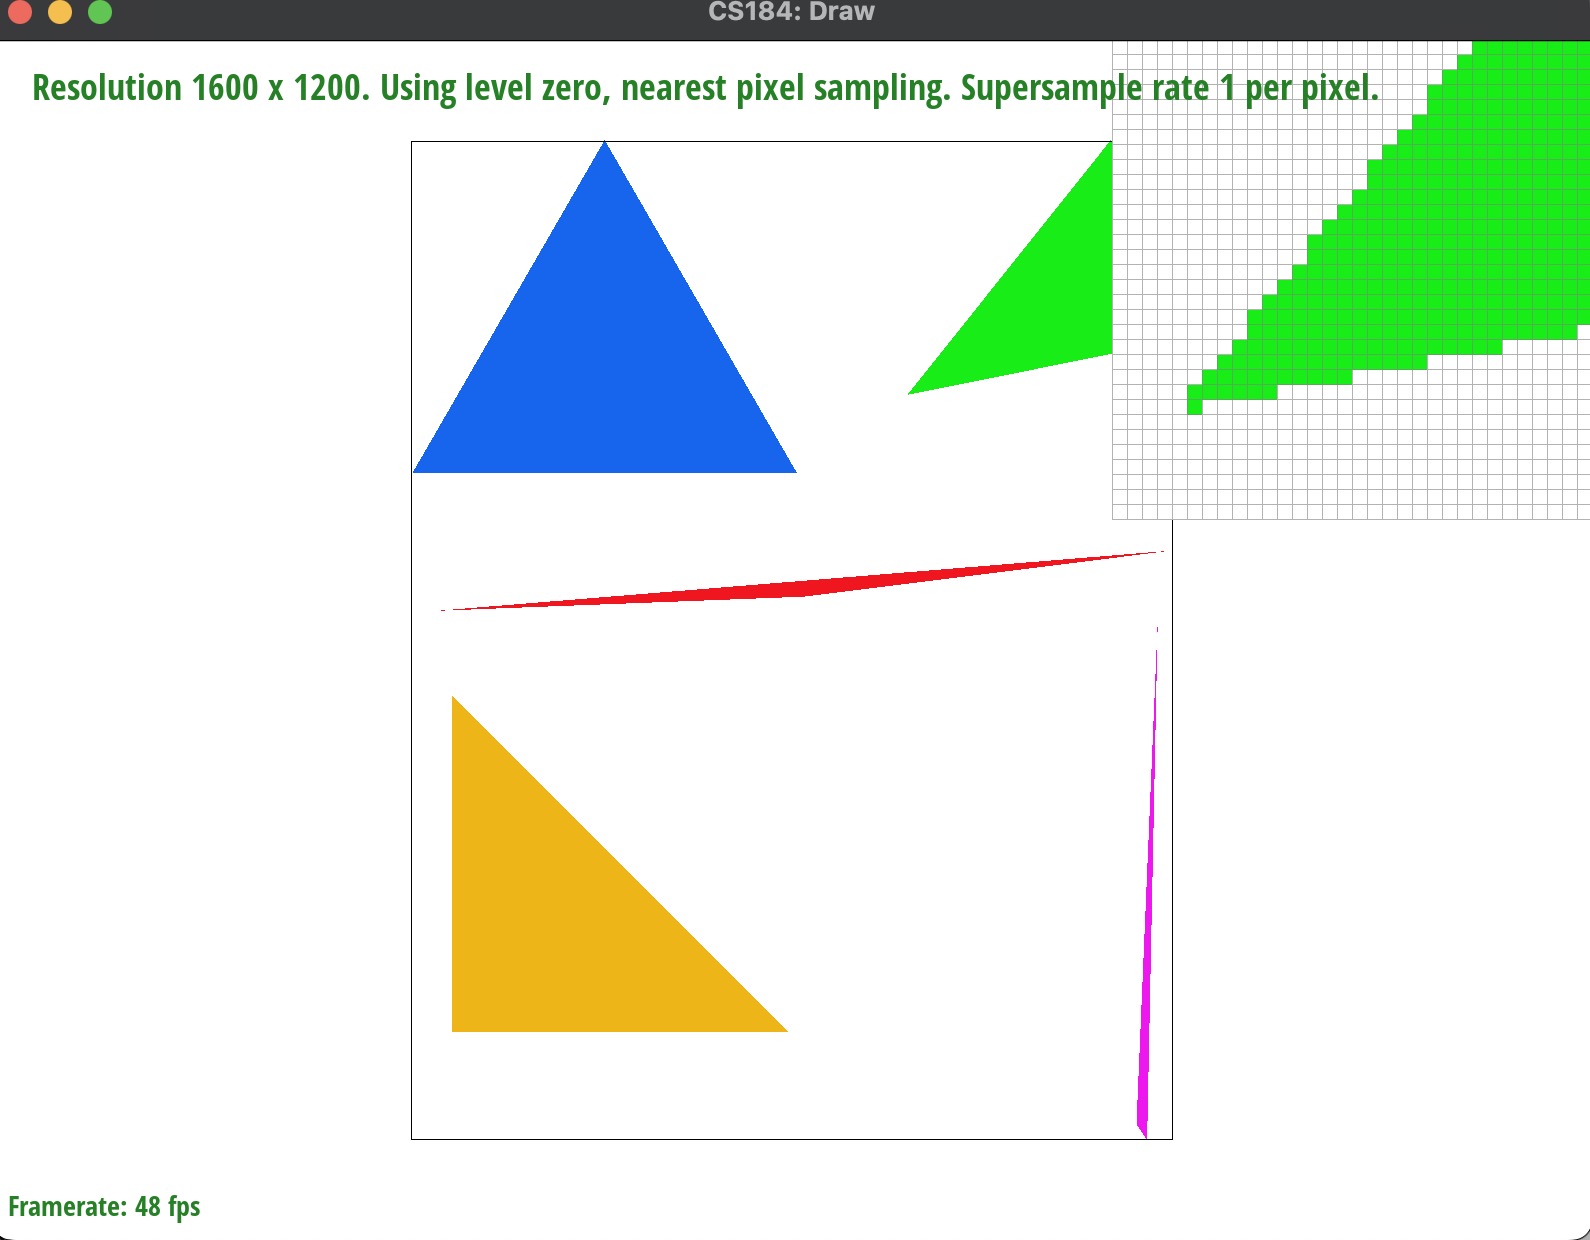 CS184: Draw
Resolution 1600 x 1200. Using level zero, nearest pixel sampling. Supersample rate 1 per pixel.
Framerate: 48 fps